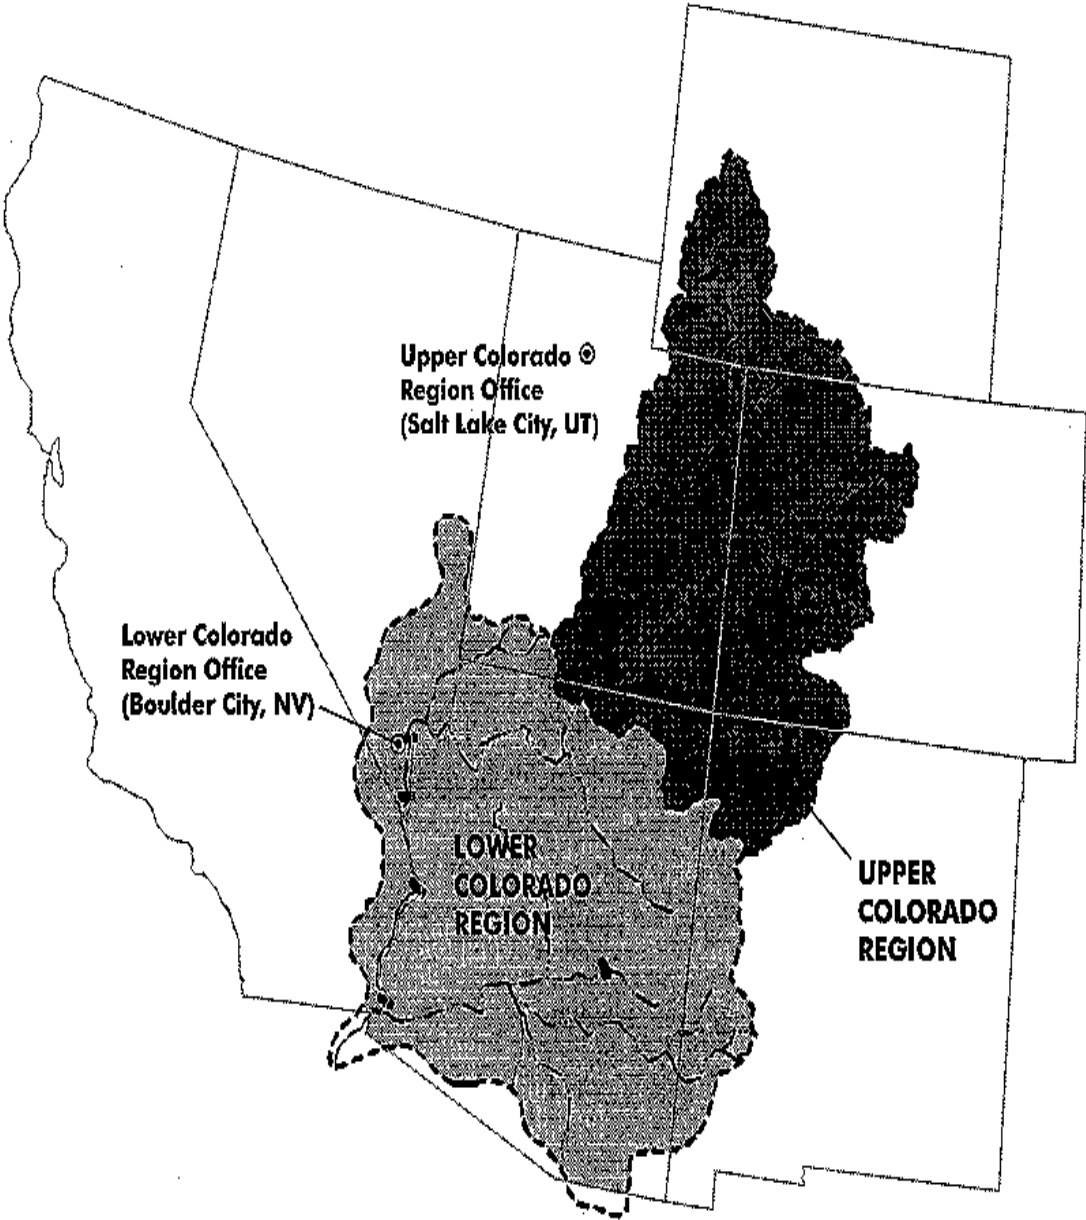 Upper Colorado
Region Office
(Salt Lake City, UT)
Lower Colorado
Region Office
(Boulder City, NV)
LOWER
COLORADO
REGION
UPPER
COLORADO
REGION